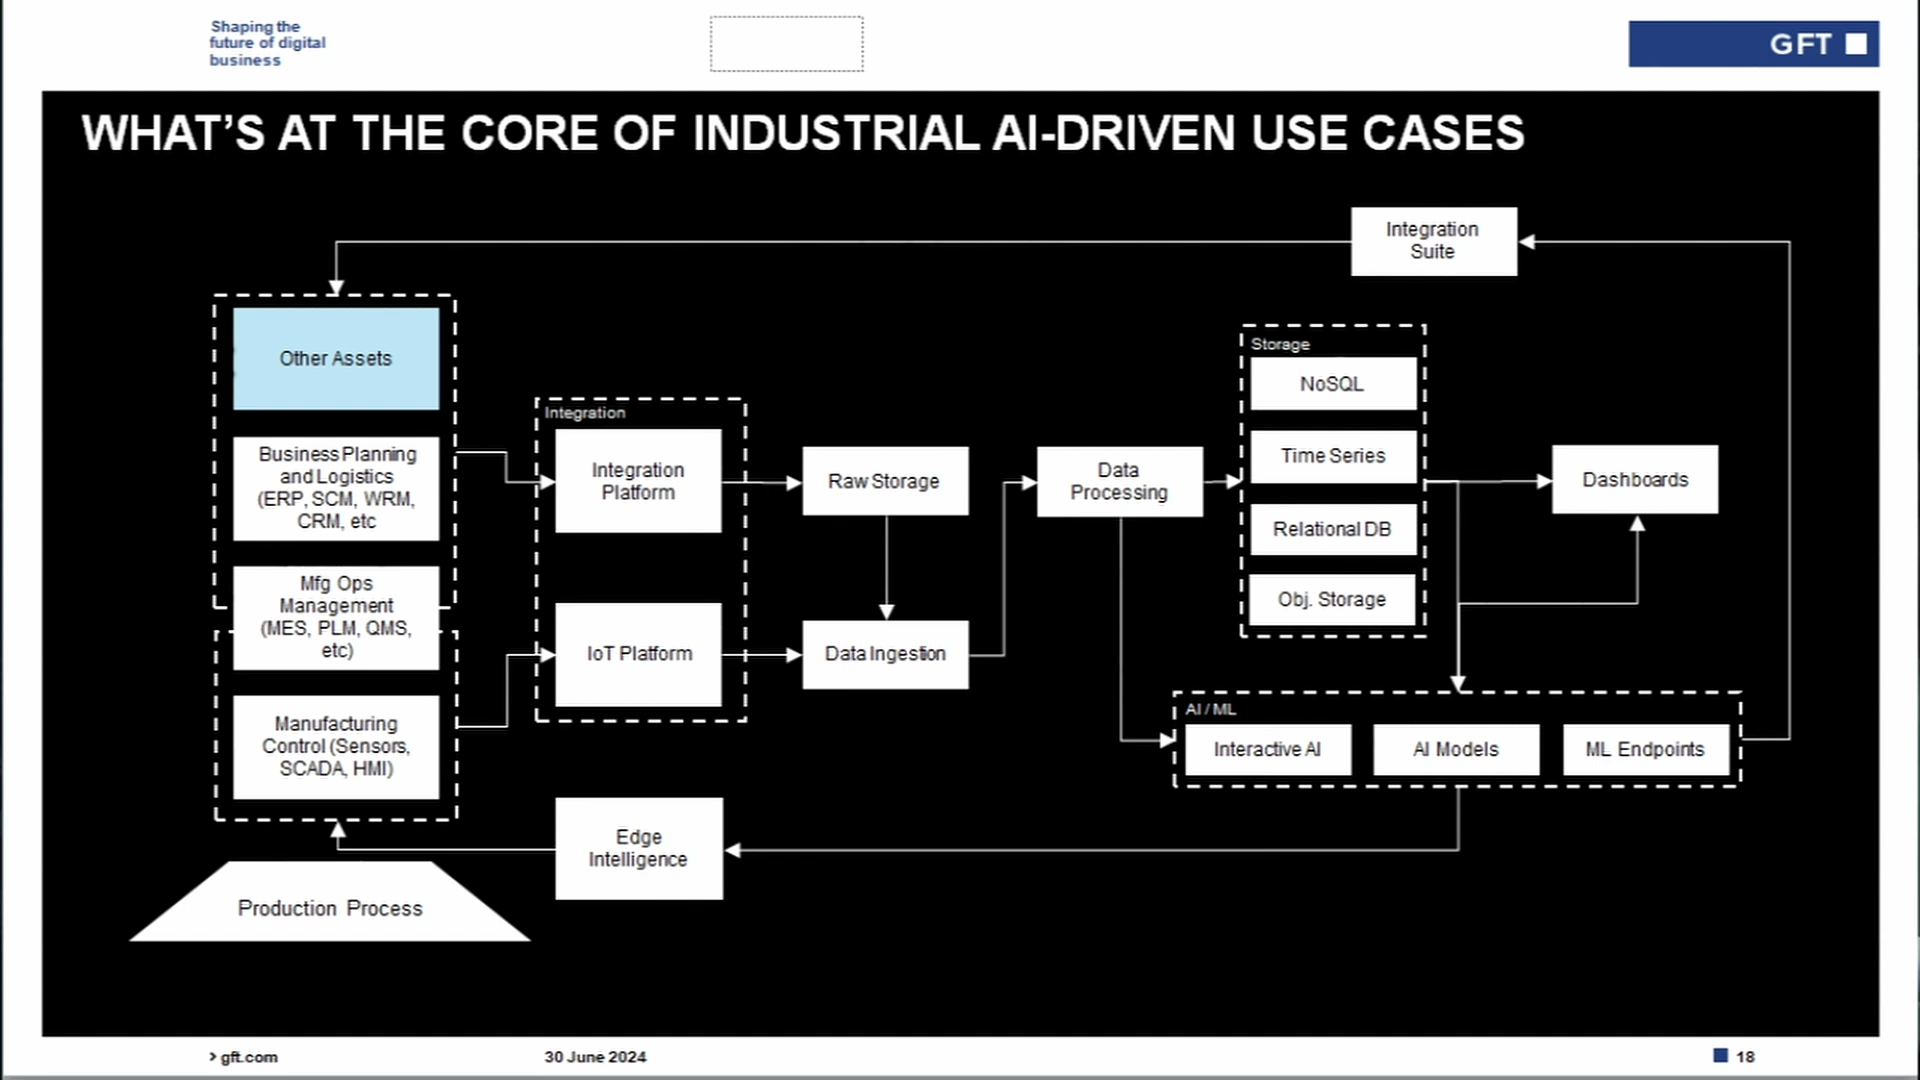 Shaping the
future of digital
business
GFT
WHAT'S AT THE CORE OF INDUSTRIAL AI-DRIVEN USE CASES
Integration
Suite
Other Assets
Business Planning
and Logistics
(ERP, SCM, WRM,
CRM, etc
Mfg Ops
Management
(MES, PLM, QMS,
etc)
Manufacturing
Control (Sensors,
SCADA, HMI)
Production Process
Integration
Integration
Platform
IoT Platform
Edge
Intelligence
Raw Storage
Data Ingestion
Data
Processing
Storage
NoSQL
Time Series
Relational DB
Obj. Storage
Dashboards
AI / ML
Interactive AI
AI Models
ML Endpoints
> gft.com
30 June 2024
18